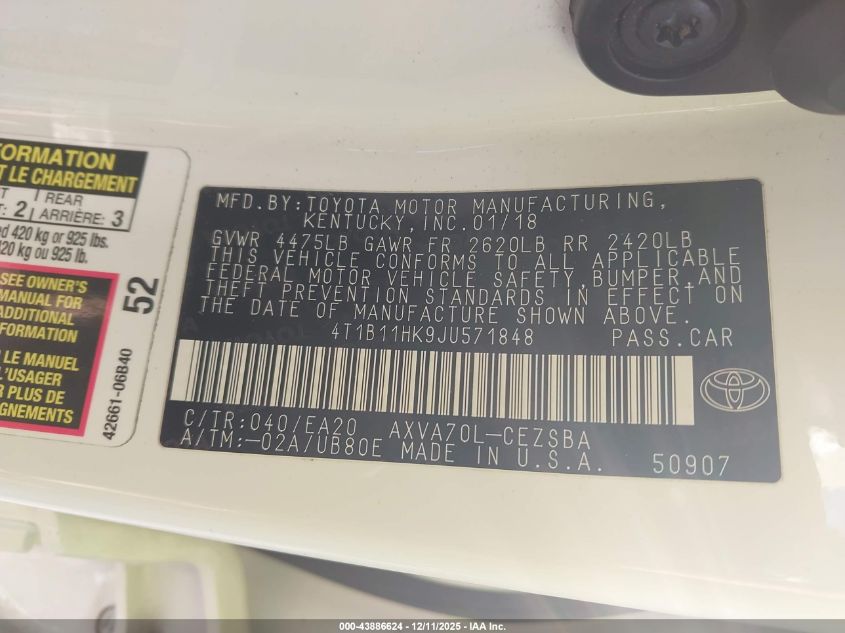 FORMATION
T LE CHARGEMENT
2
REAR
ARRIÈRE: 3
420 kg or 925 lbs.
20 kg ou 925 lb.
SEE OWNER'S
MANUAL FOR
ADDITIONAL
INFORMATION
LE MANUEL
L'USAGER
PLUS DE
GNEMENTS
52
42661-06B40
MFD.BY:TOYOTA MOTOR MANUFACTURING,
KENTUCKY,INC.01/18
GVWR 4475LB GAWR FR 2620LB RR 2420LB
THIS VEHICLE CONFORMS TO ALL APPLICABLE
FEDERAL MOTOR VEHICLE SAFETY,BUMPER,AND
THEFT PREVENTION STANDARDS IN EFFECT ON
THE DATE OF MANUFACTURE SHOWN ABOVE.
4T1B11HK9JU571848 PASS.CAR
C/TR:040/EA20 AXVA70L-CEZSBA
A/TM:-02A/UB80E MADE IN U.S.A. 50907
000-43886624 - 12/11/2025 - IAA Inc.